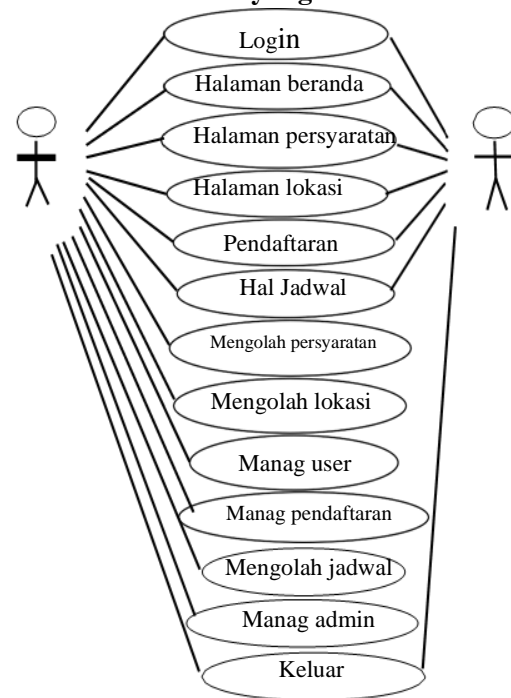 Login
Halaman beranda
Halaman persyaratan
Halaman lokasi
Pendaftaran
Hal Jadwal
Mengolah persyaratan
Mengolah lokasi
Manag user
Manag pendaftaran
Mengolah jadwal
Manag admin
Keluar